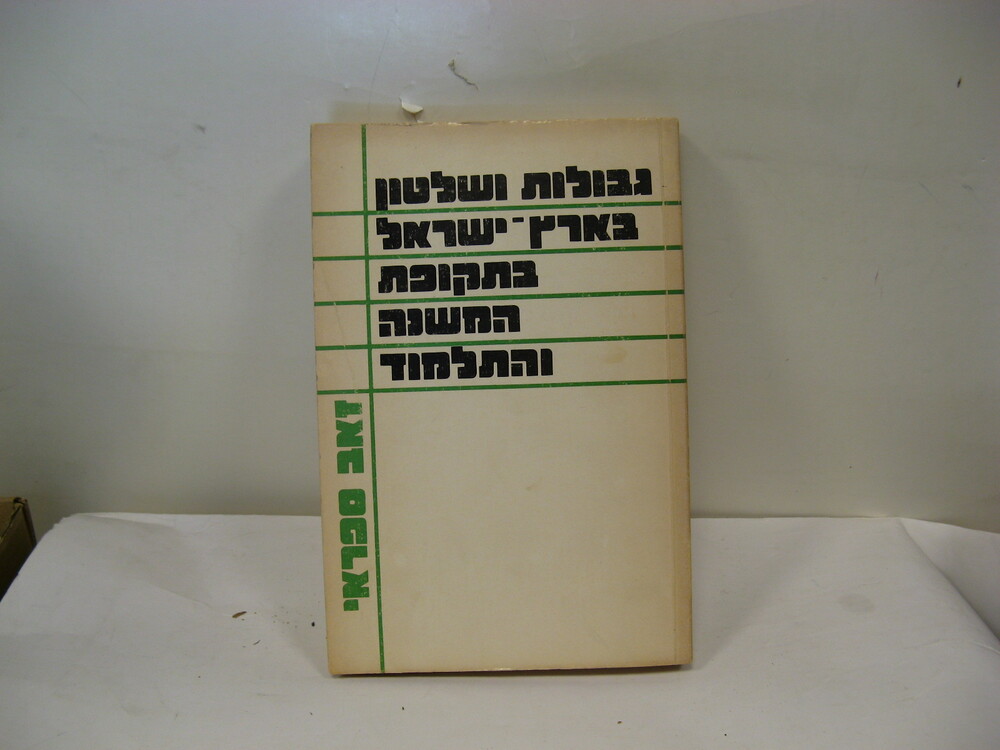 גבולות ושלטון
בארץ-ישראל
בתקופת
המשנה
והתלמוד
זאב ספראי